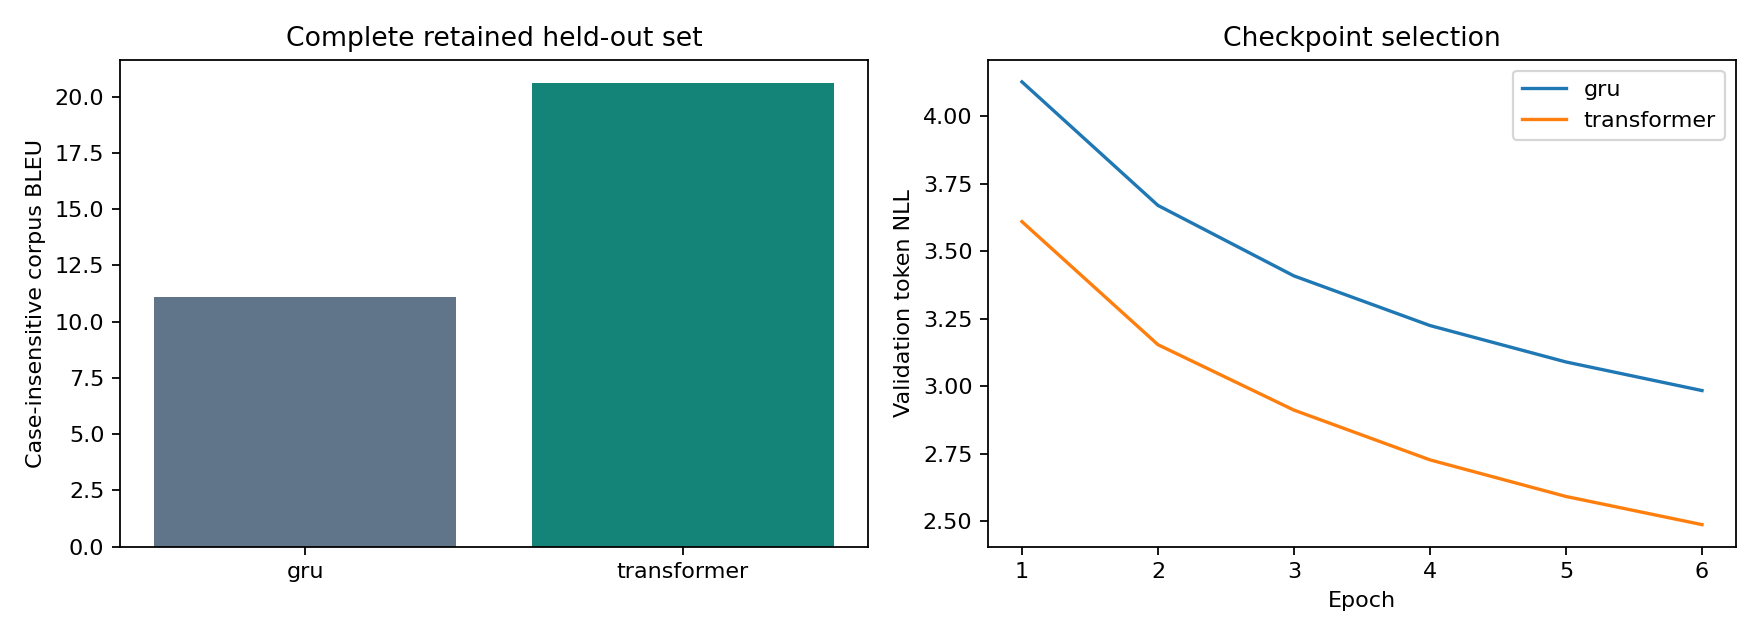 Complete retained held-out set
Case-insensitive corpus BLEU
20.0
17.5
15.0
12.5
10.0
7.5
5.0
2.5
0.0
gru
transformer
Checkpoint selection
Validation token NLL
4.00
3.75
3.50
3.25
3.00
2.75
2.50
gru
transformer
1 2 3 4 5 6
Epoch